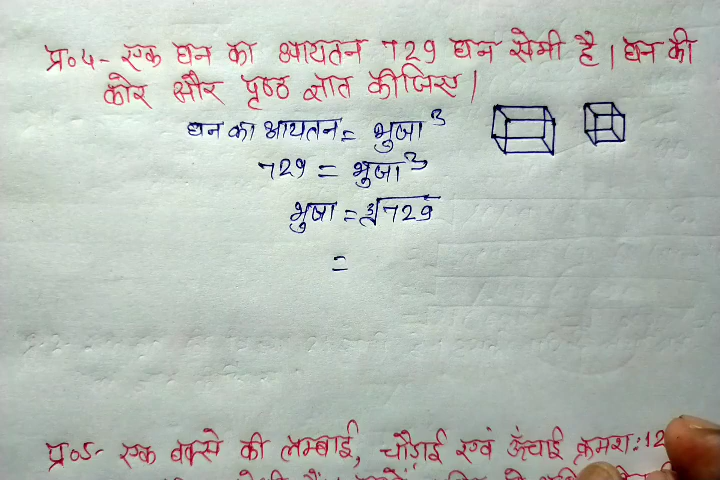 प्र०५- एक घन का आयतन 729 घन सेमी है। घन की
कोर और पृष्ठ ज्ञात कीजिए।
घन का आयतन = भुजा³
729 = भुजा³
भुजा = ∛729
=
प्र०5- एक बक्से की लम्बाई, चौड़ाई एवं ऊंचाई क्रमश: 12